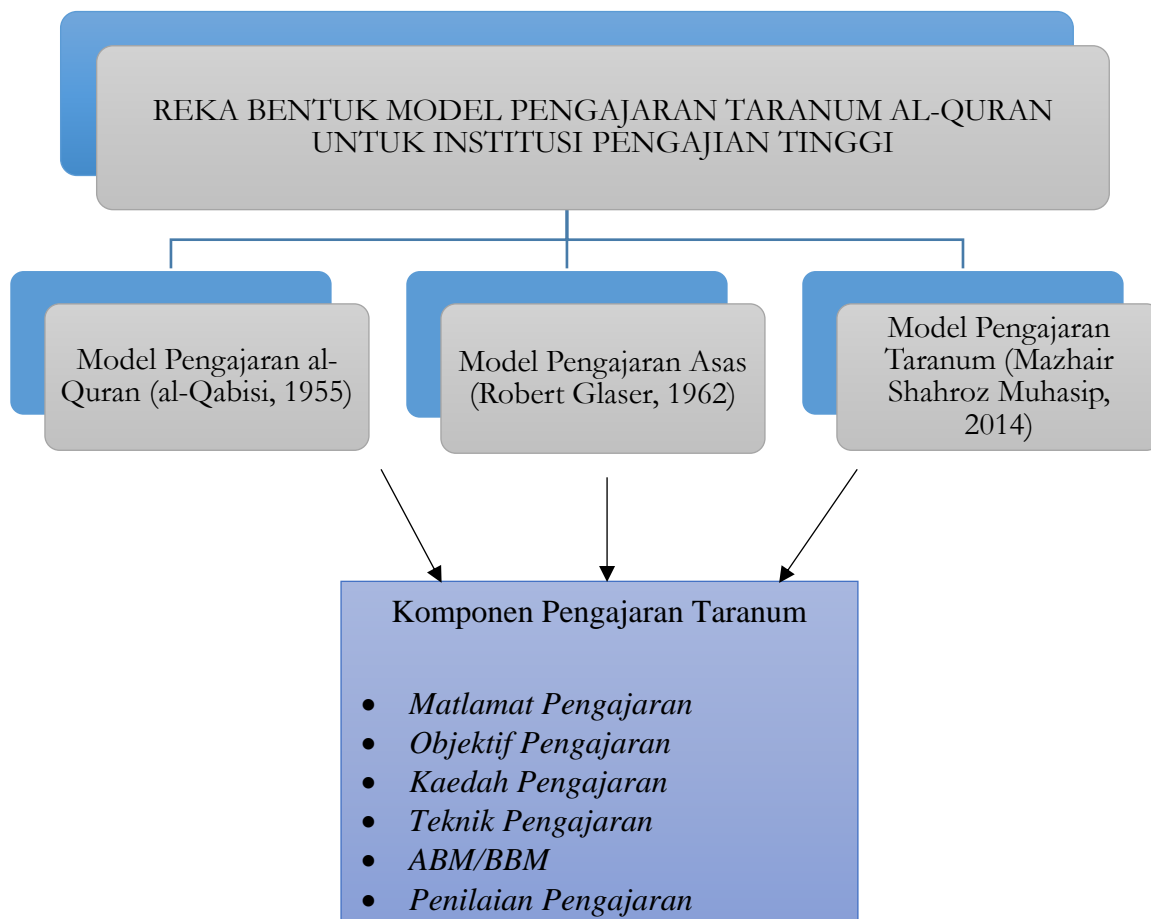 REKA BENTUK MODEL PENGAJARAN TARANUM AL-QURAN
UNTUK INSTITUSI PENGAJIAN TINGGI
Model Pengajaran al-
Quran (al-Qabisi, 1955)
Model Pengajaran Asas
(Robert Glaser, 1962)
Model Pengajaran
Taranum (Mazhair
Shahroz Muhasip,
2014)
Komponen Pengajaran Taranum
• Matlamat Pengajaran
• Objektif Pengajaran
• Kaedah Pengajaran
• Teknik Pengajaran
• ABM/BBM
• Penilaian Pengajaran